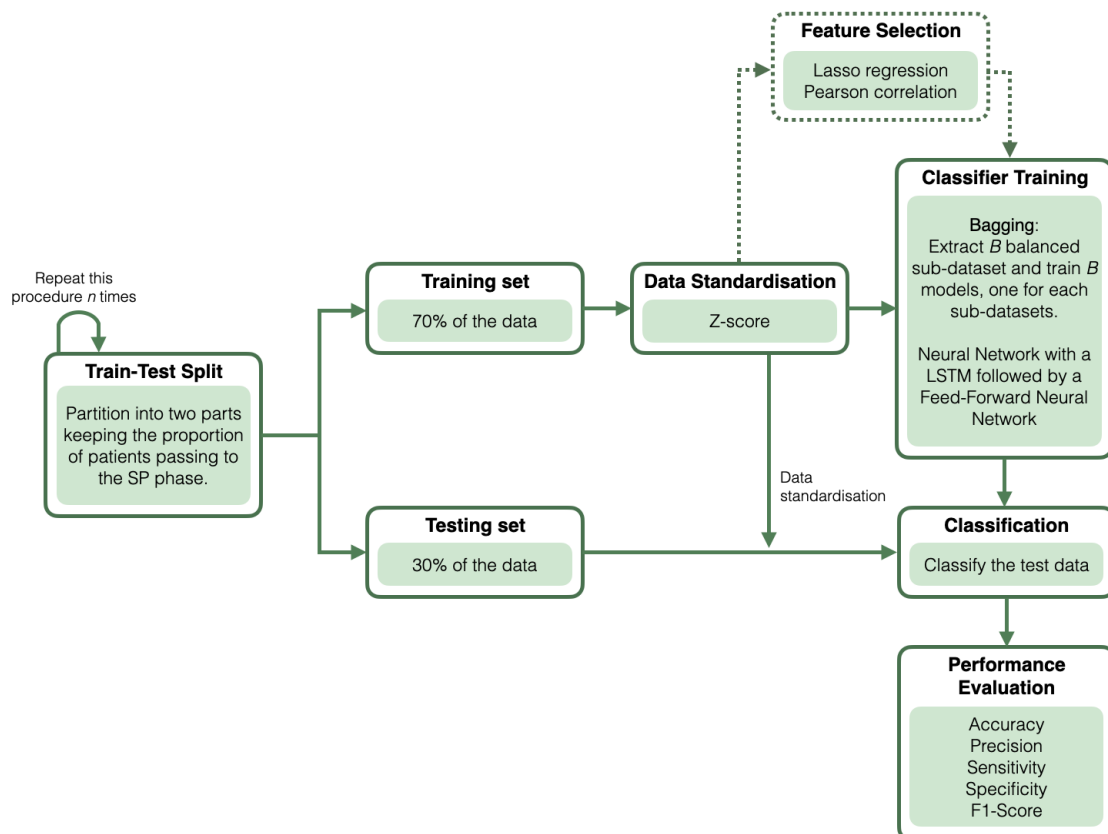 Feature Selection
Lasso regression
Pearson correlation
Classifier Training
Bagging:
Extract B balanced
sub-dataset and train B
models, one for each
sub-datasets.
Neural Network with a
LSTM followed by a
Feed-Forward Neural
Network
Repeat this
procedure n times
Train-Test Split
Partition into two parts
keeping the proportion
of patients passing to
the SP phase.
Training set
70% of the data
Data Standardisation
Z-score
Data
standardisation
Testing set
30% of the data
Classification
Classify the test data
Performance
Evaluation
Accuracy
Precision
Sensitivity
Specificity
F1-Score